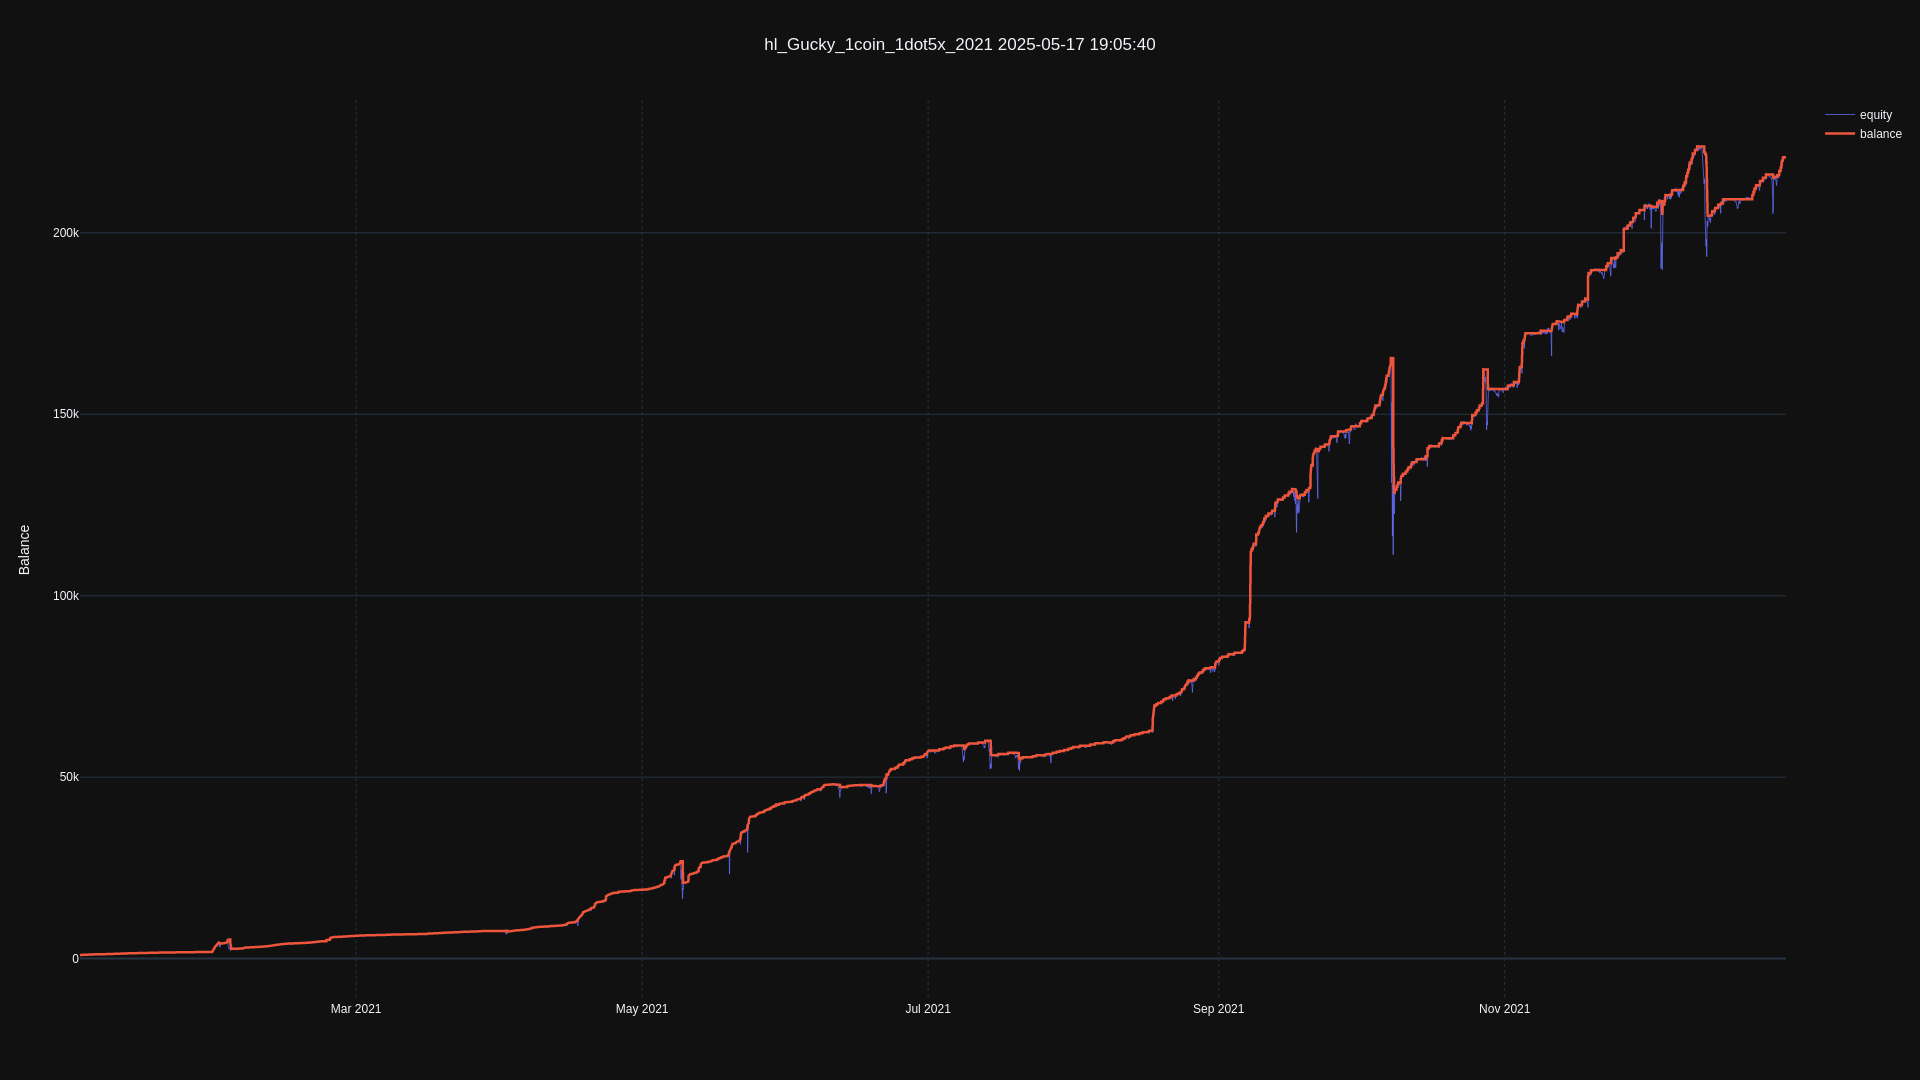 hl_Gucky_1coin_1dot5x_2021 2025-05-17 19:05:40
equity
balance
200k
150k
100k
50k
0
Balance
Mar 2021
May 2021
Jul 2021
Sep 2021
Nov 2021